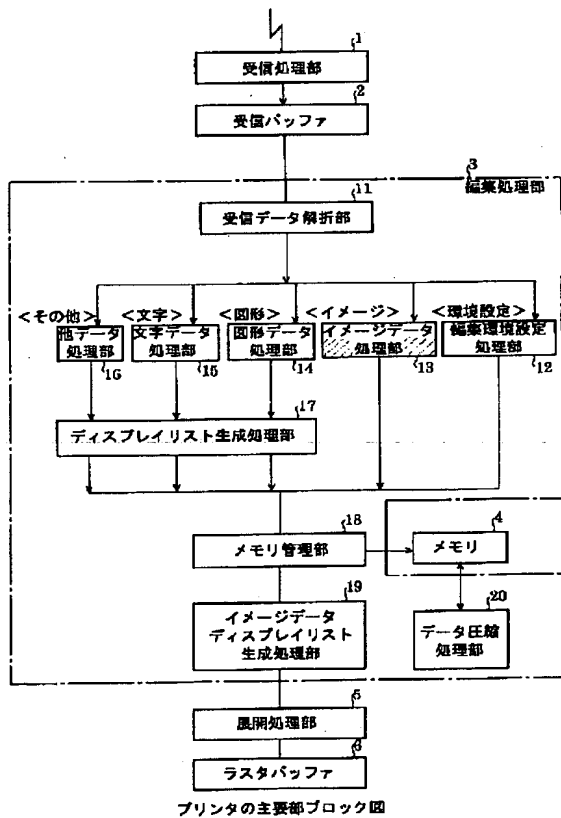 1
受信処理部
2
受信バッファ
3
編集処理部
11
受信データ解析部
<その他> <文字> <図形> <イメージ> <環境設定>
他データ処理部
16
文字データ処理部
15
図形データ処理部
14
イメージデータ処理部
13
編集環境設定処理部
12
17
ディスプレイリスト生成処理部
18
メモリ管理部
4
メモリ
19
イメージデータ
ディスプレイリスト
生成処理部
20
データ圧縮
処理部
5
展開処理部
6
ラスタバッファ
プリンタの主要部ブロック図